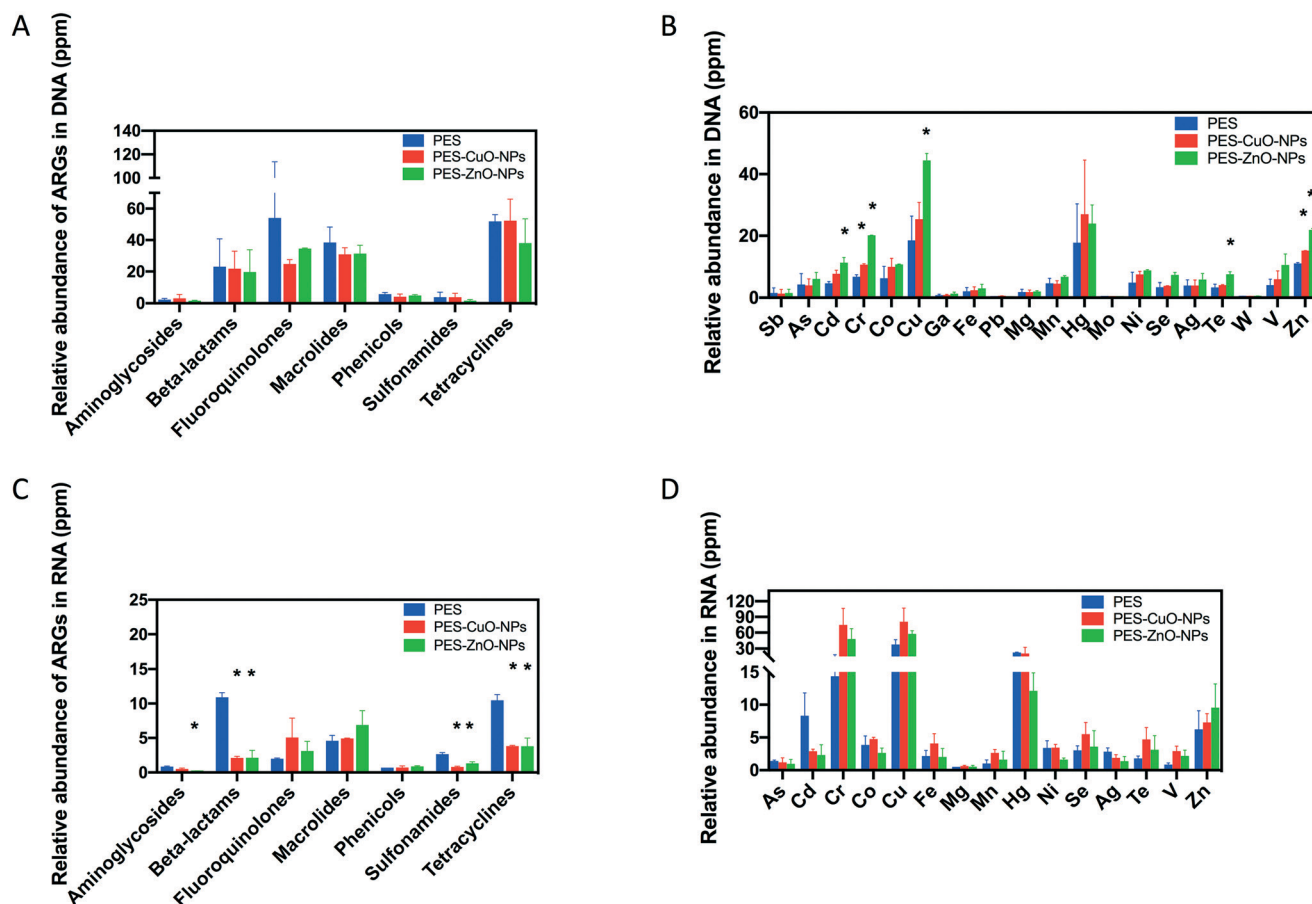 A
Relative abundance of ARGs in DNA (ppm)
140
120
100
60
40
20
0
PES
PES-CuO-NPs
PES-ZnO-NPs
Aminoglycosides
Beta-lactams
Fluoroquinolones
Macrolides
Phenicols
Sulfonamides
Tetracyclines
B
Relative abundance in DNA (ppm)
60
40
20
0
PES
PES-CuO-NPs
PES-ZnO-NPs
* * * * * * *
Sb As Cd Cr Co Cu Ga Fe Pb Mg Mn Hg Mo Ni Se Ag Te W V Zn
C
Relative abundance of ARGs in RNA (ppm)
25
20
15
10
5
0
PES
PES-CuO-NPs
PES-ZnO-NPs
* * * * * * *
Aminoglycosides
Beta-lactams
Fluoroquinolones
Macrolides
Phenicols
Sulfonamides
Tetracyclines
D
Relative abundance in RNA (ppm)
120
90
60
30
15
10
5
0
PES
PES-CuO-NPs
PES-ZnO-NPs
As Cd Cr Co Cu Fe Mg Mn Hg Ni Se Ag Te V Zn